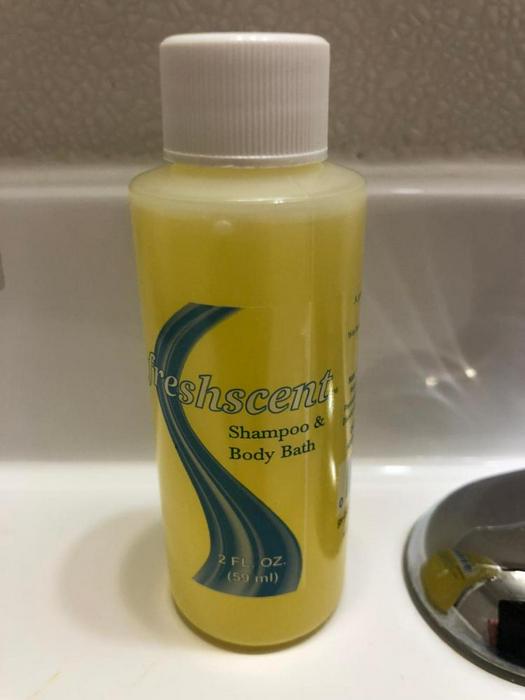 freshscent
Shampoo &
Body Bath
2 FL. OZ.
(59 ml)